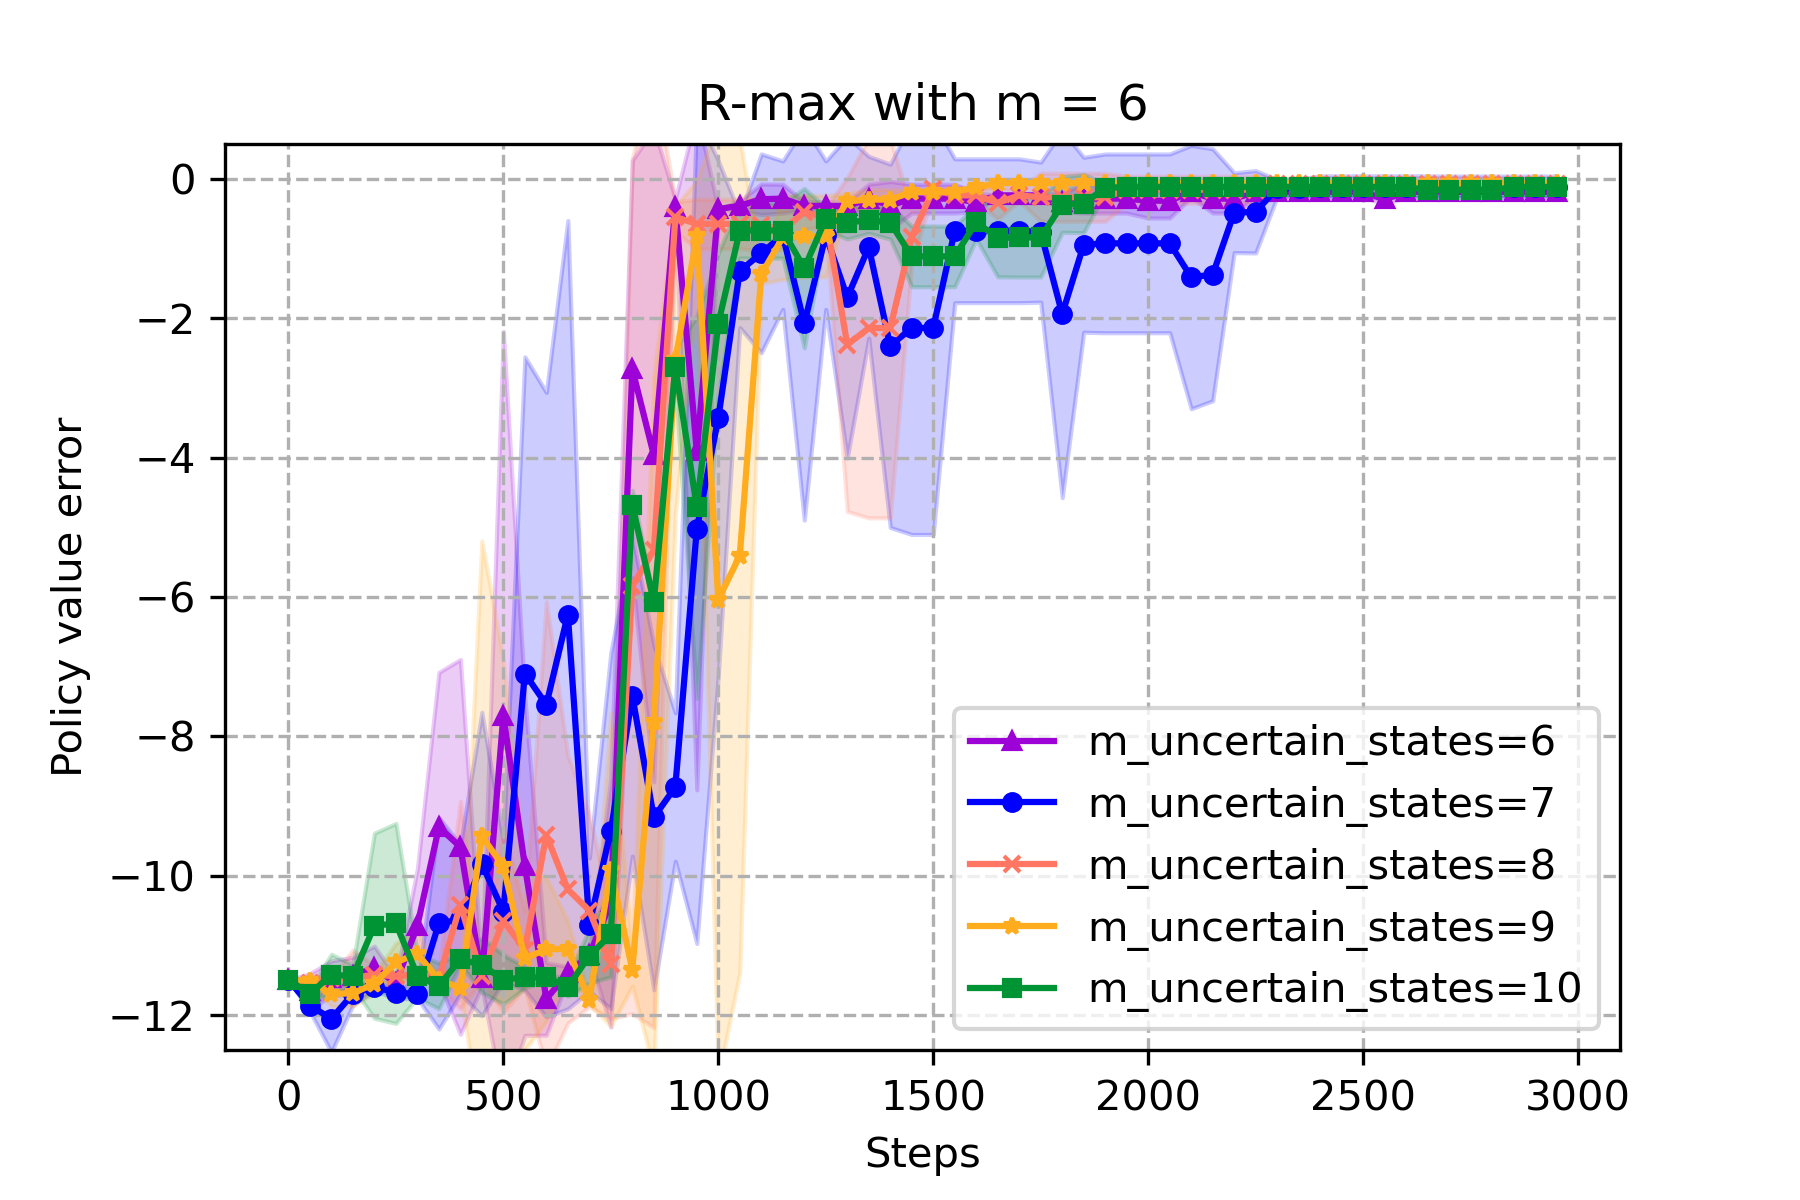 R-max with m = 6
Policy value error
0
−2
−4
−6
−8
−10
−12
m_uncertain_states=6
m_uncertain_states=7
m_uncertain_states=8
m_uncertain_states=9
m_uncertain_states=10
0 500 1000 1500 2000 2500 3000
Steps